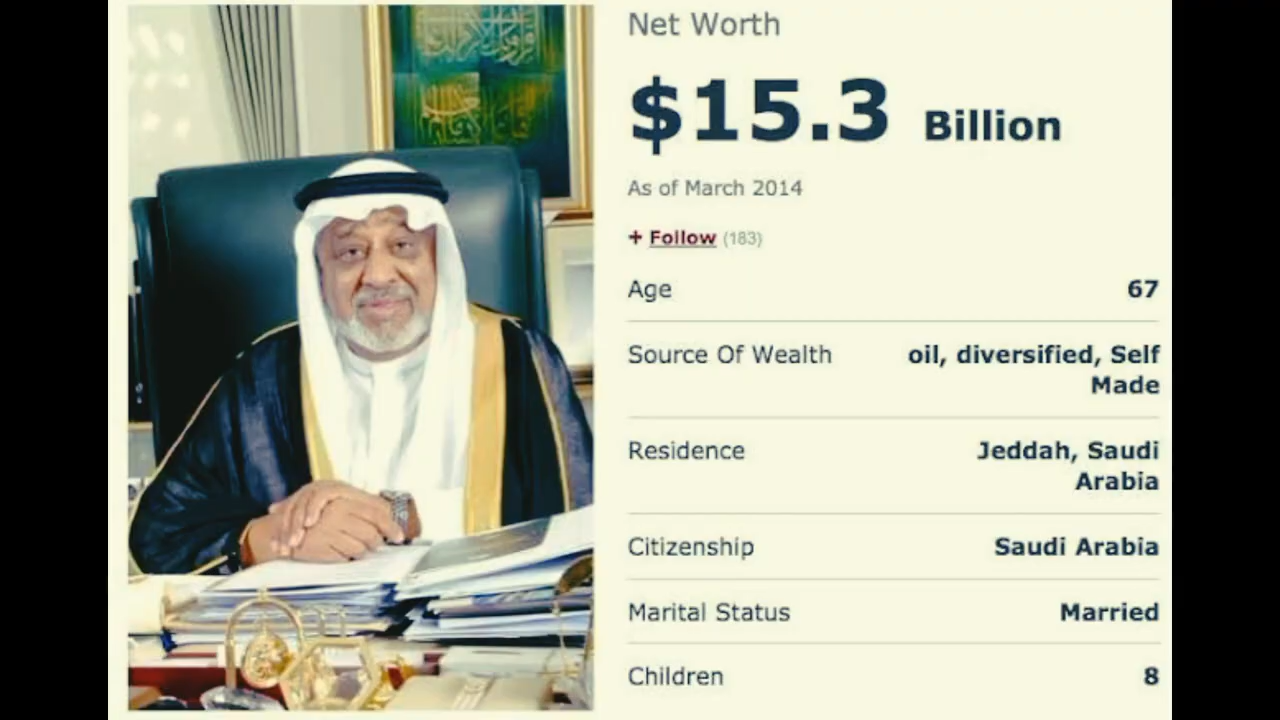 Net Worth
$15.3 Billion
As of March 2014
+ Follow (183)
Age 67
Source Of Wealth oil, diversified, Self
Made
Residence Jeddah, Saudi
Arabia
Citizenship Saudi Arabia
Marital Status Married
Children 8